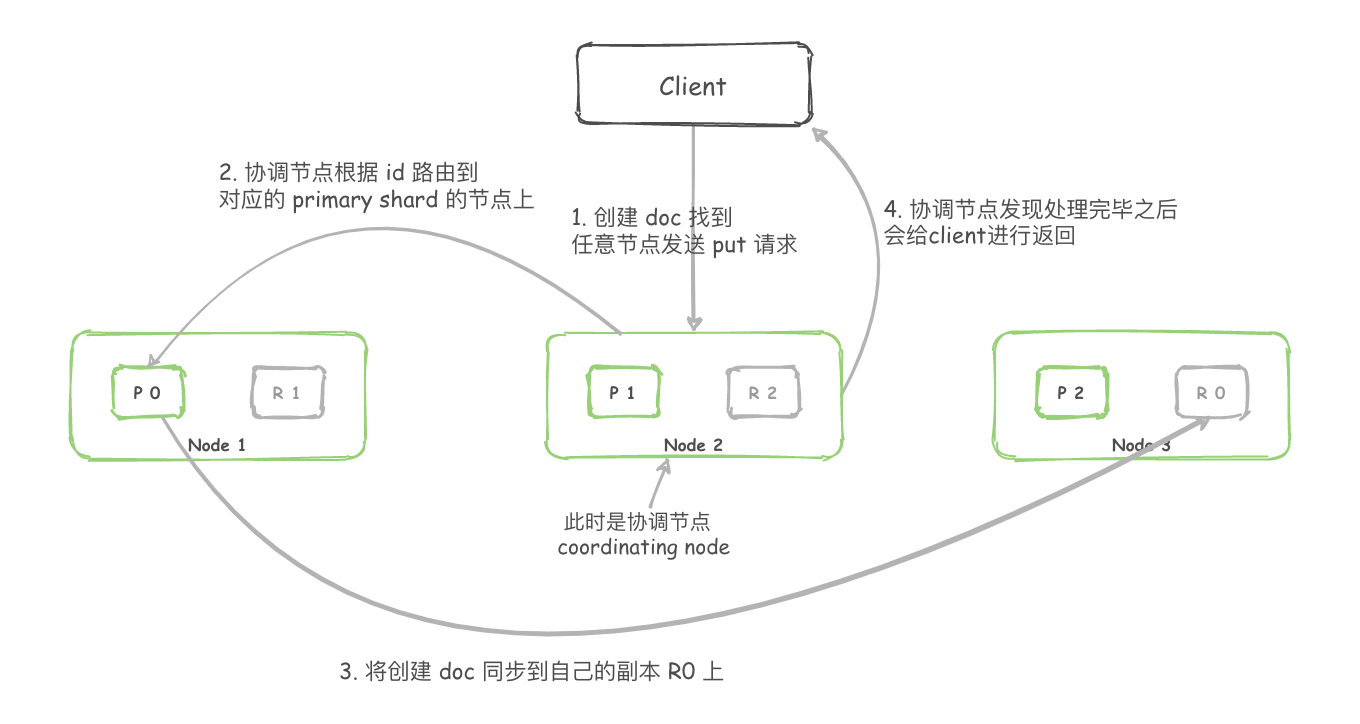 Client
2. 协调节点根据 id 路由到
对应的 primary shard 的节点上
1. 创建 doc 找到
任意节点发送 put 请求
4. 协调节点发现处理完毕之后
会给client进行返回
P 0
R 1
Node 1
P 1
R 2
Node 2
P 2
R 0
Node 3
此时是协调节点
coordinating node
3. 将创建 doc 同步到自己的副本 R0 上